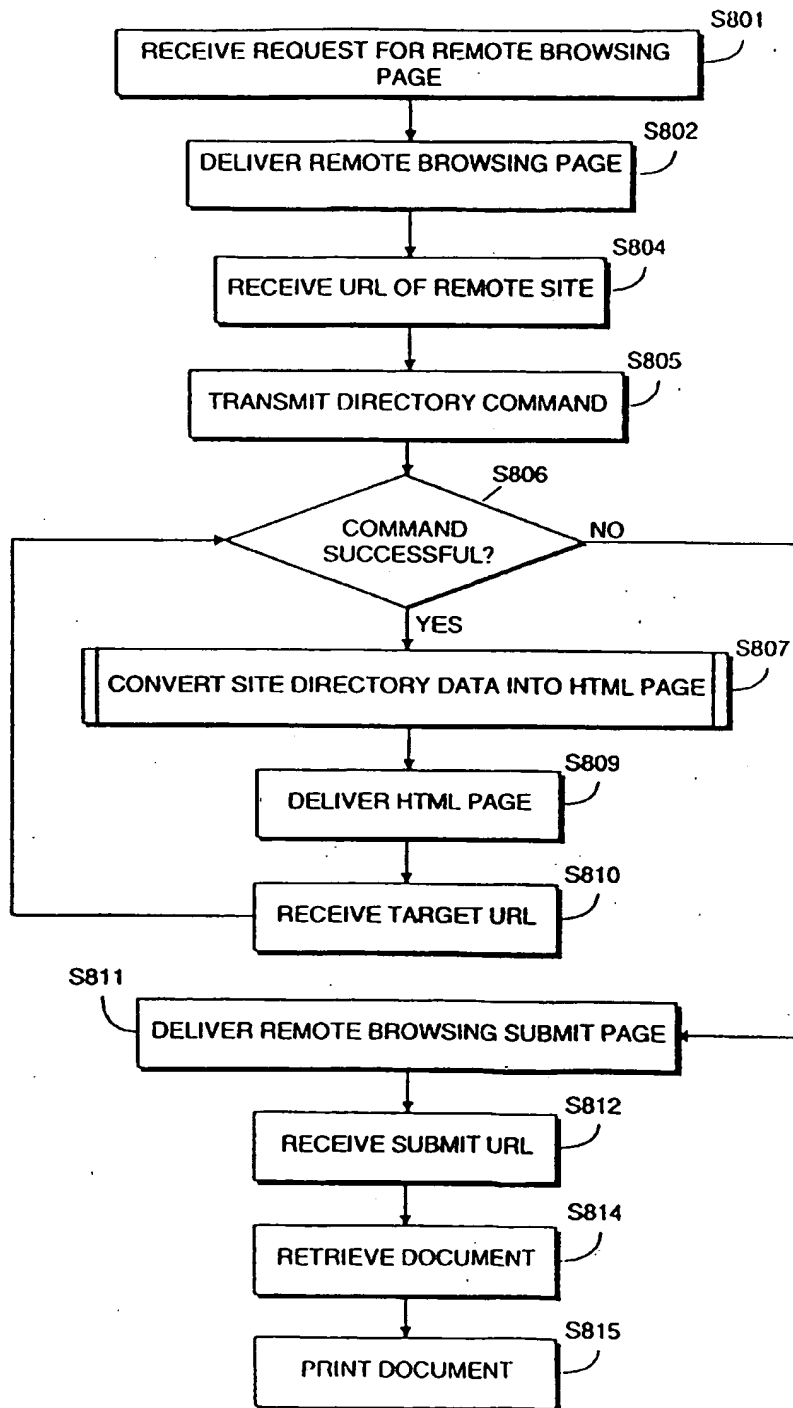 S801
RECEIVE REQUEST FOR REMOTE BROWSING
PAGE
S802
DELIVER REMOTE BROWSING PAGE
S804
RECEIVE URL OF REMOTE SITE
S805
TRANSMIT DIRECTORY COMMAND
S806
COMMAND
SUCCESSFUL?
NO
YES
S807
CONVERT SITE DIRECTORY DATA INTO HTML PAGE
S809
DELIVER HTML PAGE
S810
RECEIVE TARGET URL
S811
DELIVER REMOTE BROWSING SUBMIT PAGE
S812
RECEIVE SUBMIT URL
S814
RETRIEVE DOCUMENT
S815
PRINT DOCUMENT